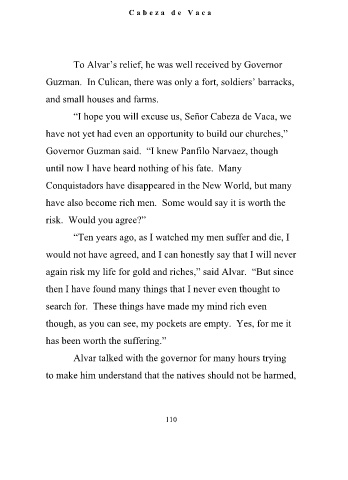 Cabeza de Vaca
To Alvar's relief, he was well received by Governor
Guzman. In Culican, there was only a fort, soldiers' barracks,
and small houses and farms.
"I hope you will excuse us, Señor Cabeza de Vaca, we
have not yet had even an opportunity to build our churches,"
Governor Guzman said. "I knew Panfilo Narvaez, though
until now I have heard nothing of his fate. Many
Conquistadors have disappeared in the New World, but many
have also become rich men. Some would say it is worth the
risk. Would you agree?"
"Ten years ago, as I watched my men suffer and die, I
would not have agreed, and I can honestly say that I will never
again risk my life for gold and riches," said Alvar. "But since
then I have found many things that I never even thought to
search for. These things have made my mind rich even
though, as you can see, my pockets are empty. Yes, for me it
has been worth the suffering."
Alvar talked with the governor for many hours trying
to make him understand that the natives should not be harmed,
110